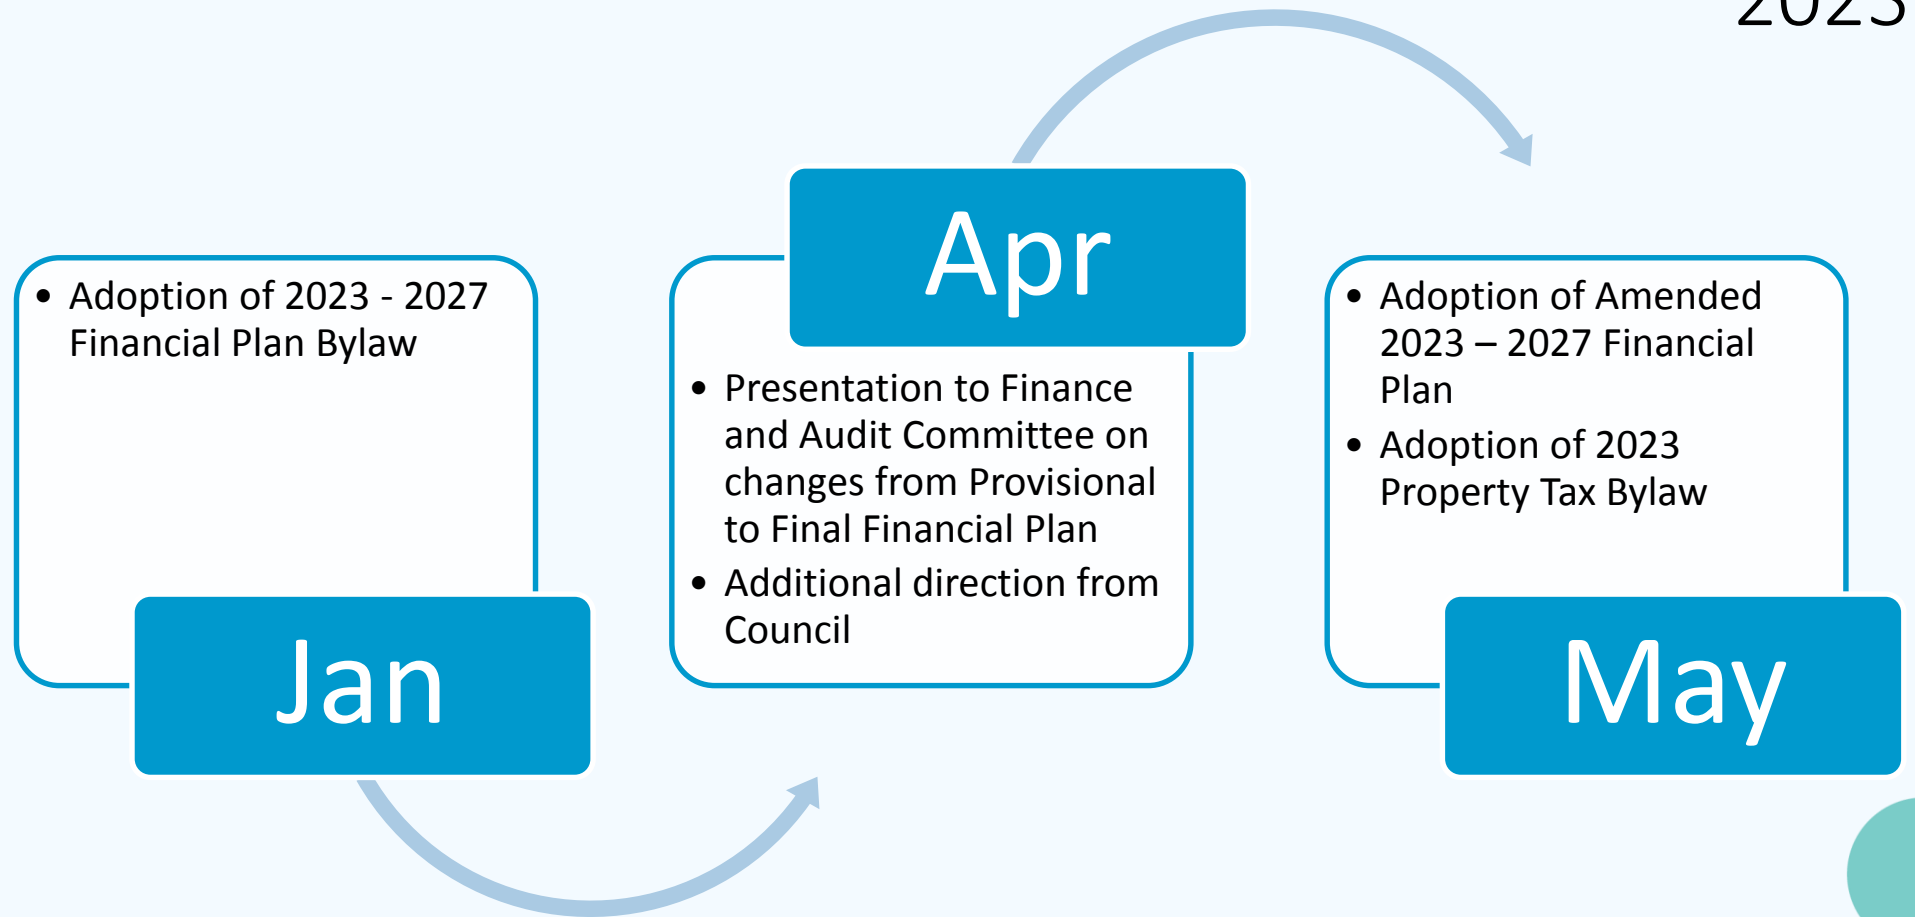 2023
• Adoption of 2023 - 2027
Financial Plan Bylaw
Jan
Apr
• Presentation to Finance
and Audit Committee on
changes from Provisional
to Final Financial Plan
• Additional direction from
Council
• Adoption of Amended
2023 – 2027 Financial
Plan
• Adoption of 2023
Property Tax Bylaw
May